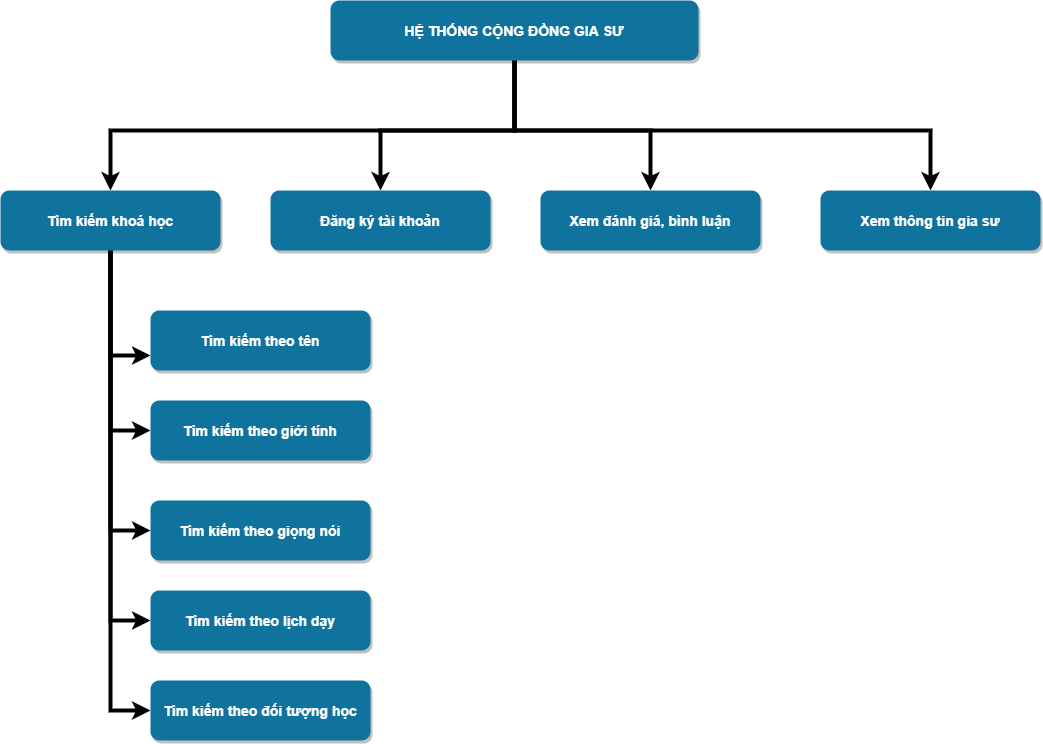 HỆ THỐNG CỘNG ĐỒNG GIA SƯ
Tìm kiếm khoá học
Đăng ký tài khoản
Xem đánh giá, bình luận
Xem thông tin gia sư
Tìm kiếm theo tên
Tìm kiếm theo giới tính
Tìm kiếm theo giọng nói
Tìm kiếm theo lịch dạy
Tìm kiếm theo đối tượng học